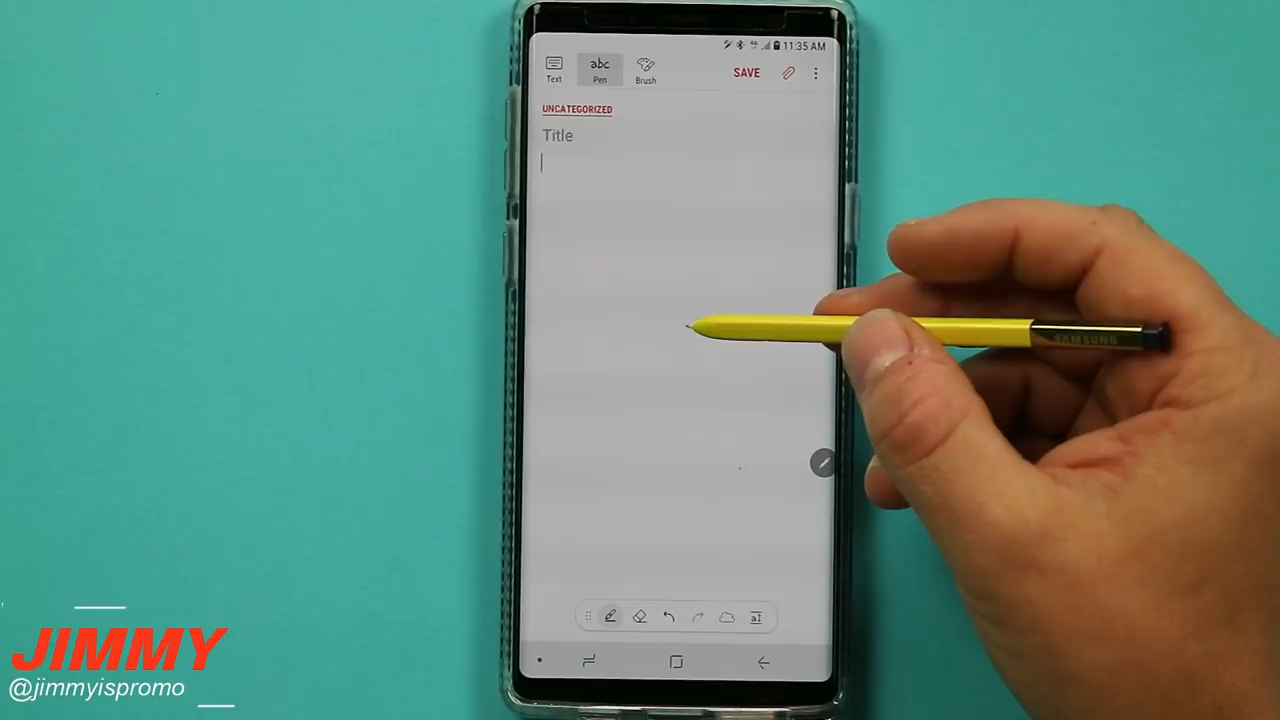 11:35 AM
Text
abc
Pen
Brush
SAVE
UNCATEGORIZED
Title
SAMSUNG
a
JIMMY
@jimmyispromo